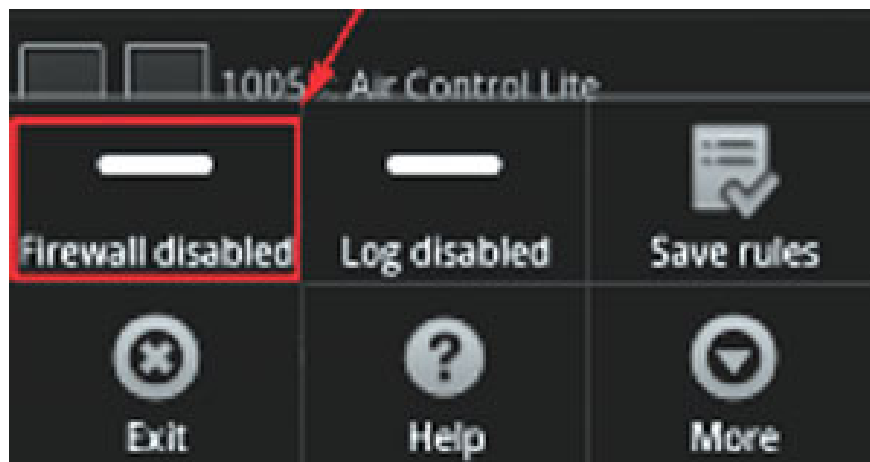 Air Control Lite
Firewall disabled Log disabled Save rules
Exit Help More